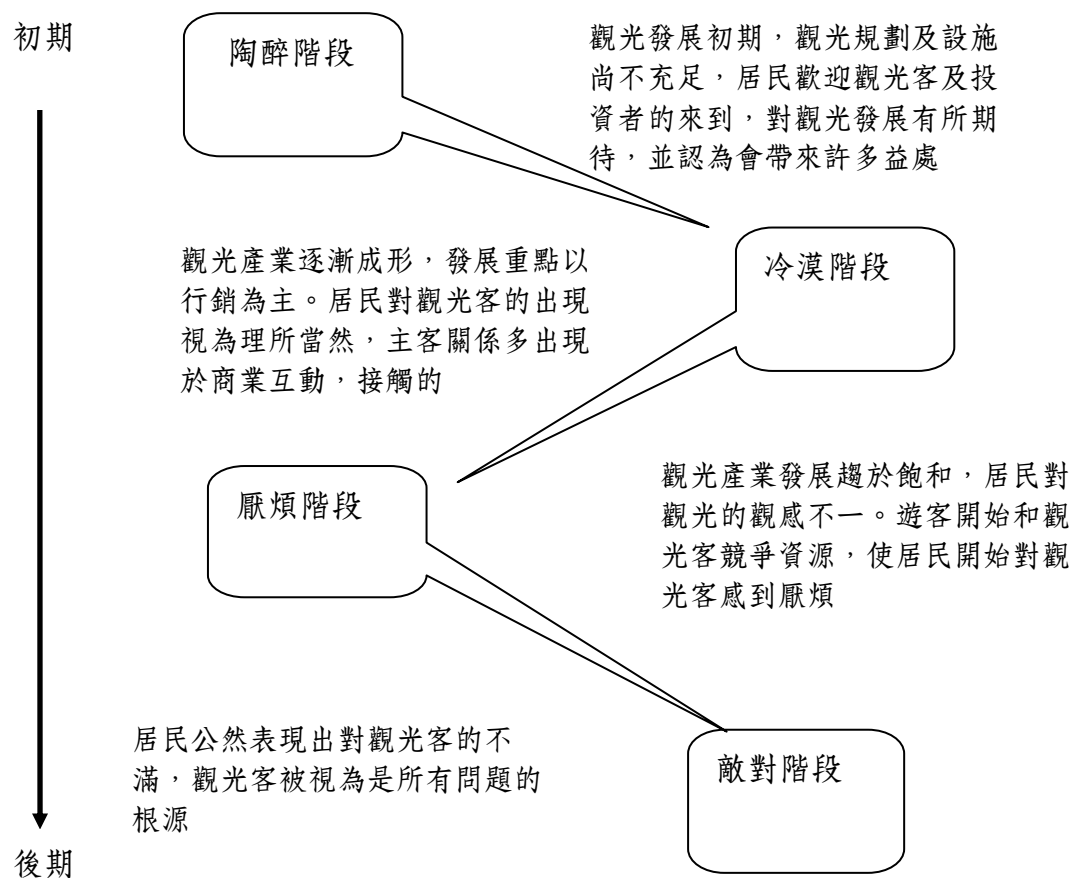 初期
陶醉階段
觀光發展初期，觀光規劃及設施
尚不充足，居民歡迎觀光客及投
資者的來到，對觀光發展有所期
待，並認為會帶來許多益處
觀光產業逐漸成形，發展重點以
行銷為主。居民對觀光客的出現
視為理所當然，主客關係多出現
於商業互動，接觸的
冷漠階段
厭煩階段
觀光產業發展趨於飽和，居民對
觀光的觀感不一。遊客開始和觀
光客競爭資源，使居民開始對觀
光客感到厭煩
居民公然表現出對觀光客的不
滿，觀光客被視為是所有問題的
根源
敵對階段
後期